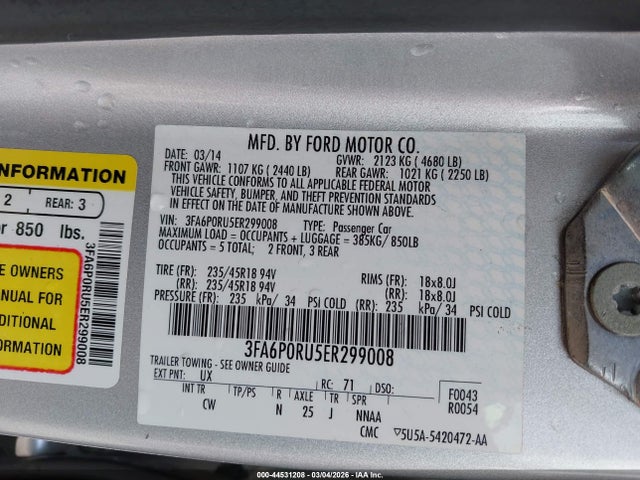 INFORMATION
2 REAR: 3
or 850 lbs.
E OWNERS
NUAL FOR
DITIONAL
ORMATION
3FA6P0RU5ER299008
MFD. BY FORD MOTOR CO.
DATE: 03/14 GVWR: 2123 KG ( 4680 LB)
FRONT GAWR: 1107 KG ( 2440 LB) REAR GAWR: 1021 KG ( 2250 LB)
THIS VEHICLE CONFORMS TO ALL APPLICABLE FEDERAL MOTOR
VEHICLE SAFETY, BUMPER, AND THEFT PREVENTION STANDARDS
IN EFFECT ON THE DATE OF MANUFACTURE SHOWN ABOVE.
VIN: 3FA6P0RU5ER299008 TYPE: Passenger Car
MAXIMUM LOAD = OCCUPANTS + LUGGAGE = 385KG/ 850LB
OCCUPANTS = 5 TOTAL; 2 FRONT, 3 REAR
TIRE (FR): 235/45R18 94V RIMS (FR): 18x8.0J
(RR): 235/45R18 94V (RR): 18x8.0J
PRESSURE (FR): 235 kPa/ 34 PSI COLD (RR): 235 kPa/ 34 PSI COLD
3FA6P0RU5ER299008
TRAILER TOWING - SEE OWNER GUIDE
EXT PNT: UX RC: 71 DSO: F0043
INT TR TP/PS R AXLE TR SPR R0054
CW N 25 J NNAA
CMC ▽5U5A-5420472-AA
000-44531208 - 03/04/2026 - IAA Inc.